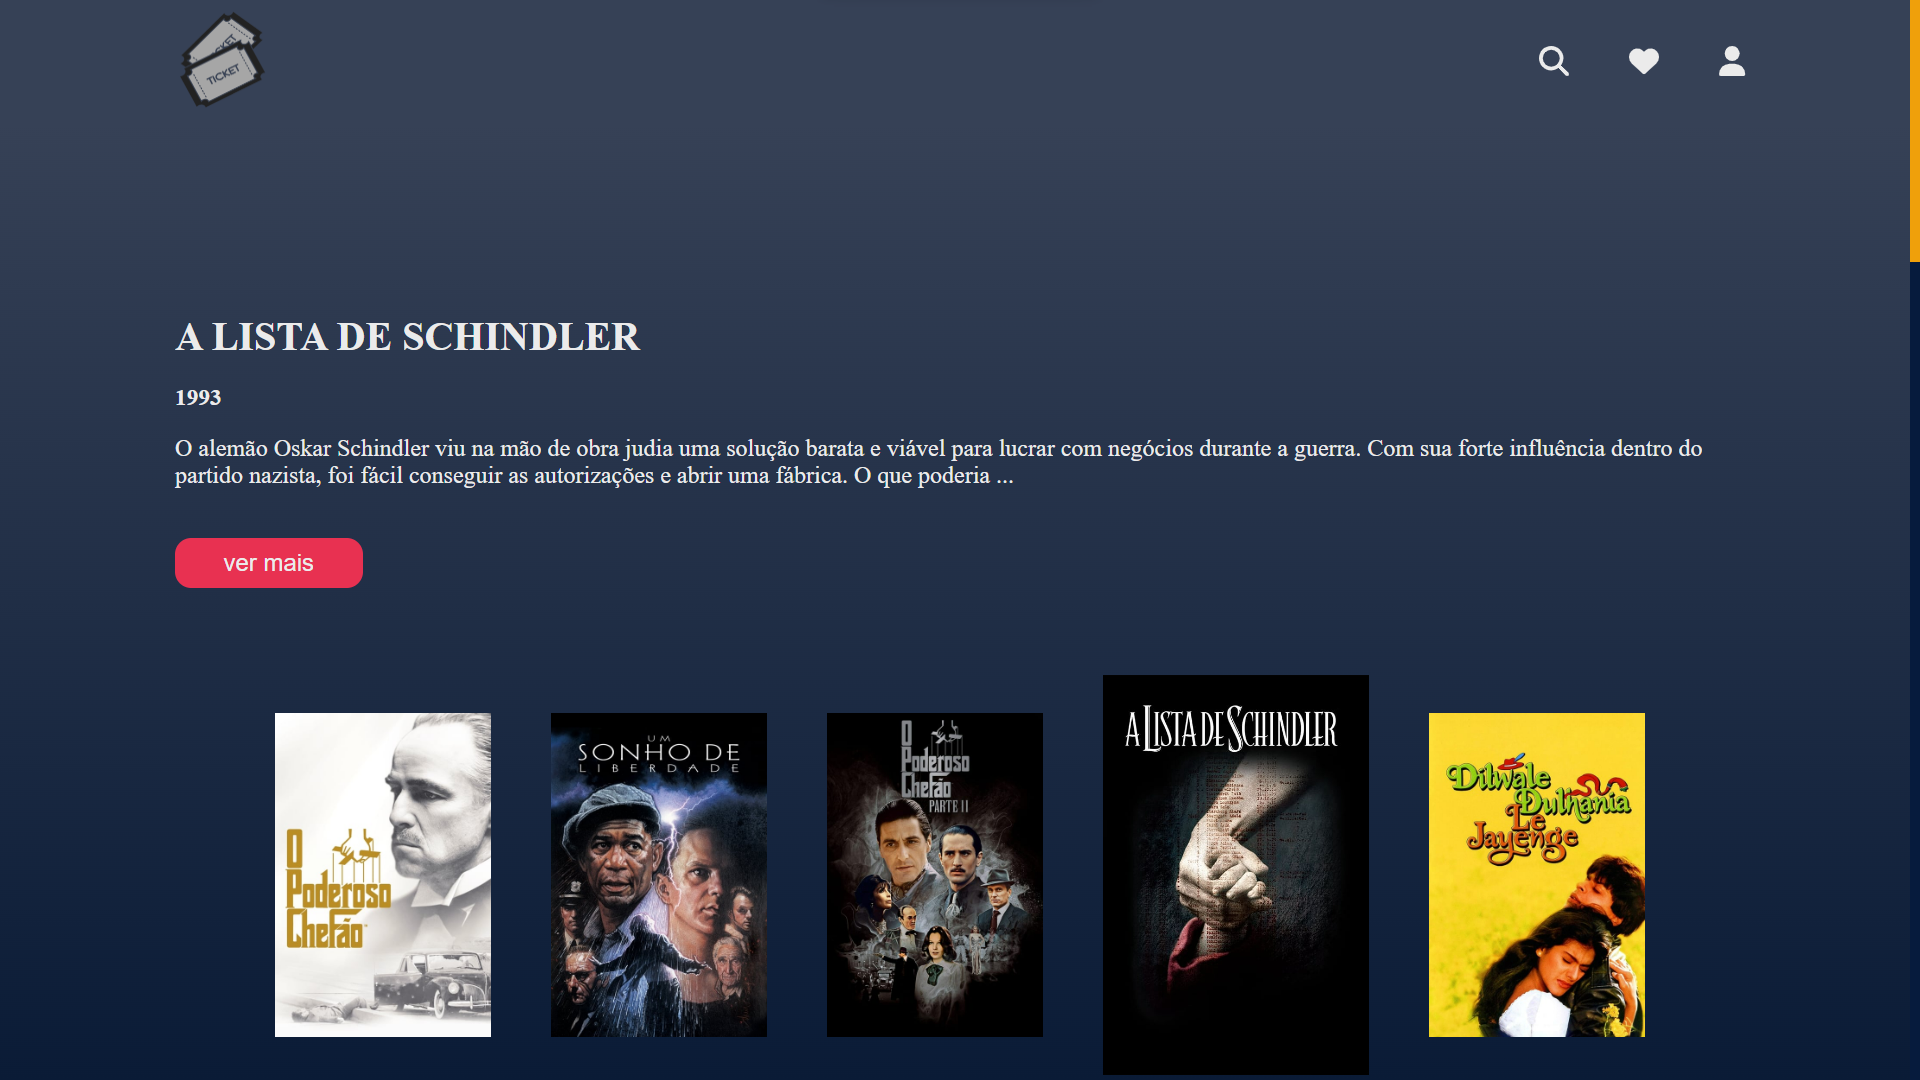 TICKET
A LISTA DE SCHINDLER
1993
O alemão Oskar Schindler viu na mão de obra judia uma solução barata e viável para lucrar com negócios durante a guerra. Com sua forte influência dentro do
partido nazista, foi fácil conseguir as autorizações e abrir uma fábrica. O que poderia ...
ver mais
O
Poderoso
Chefão
UM
SONHO DE
LIBERDADE
O
Poderoso
Chefão
PARTE II
A LISTA DE SCHINDLER
Dilwale
Dulhania
Le
Jayenge